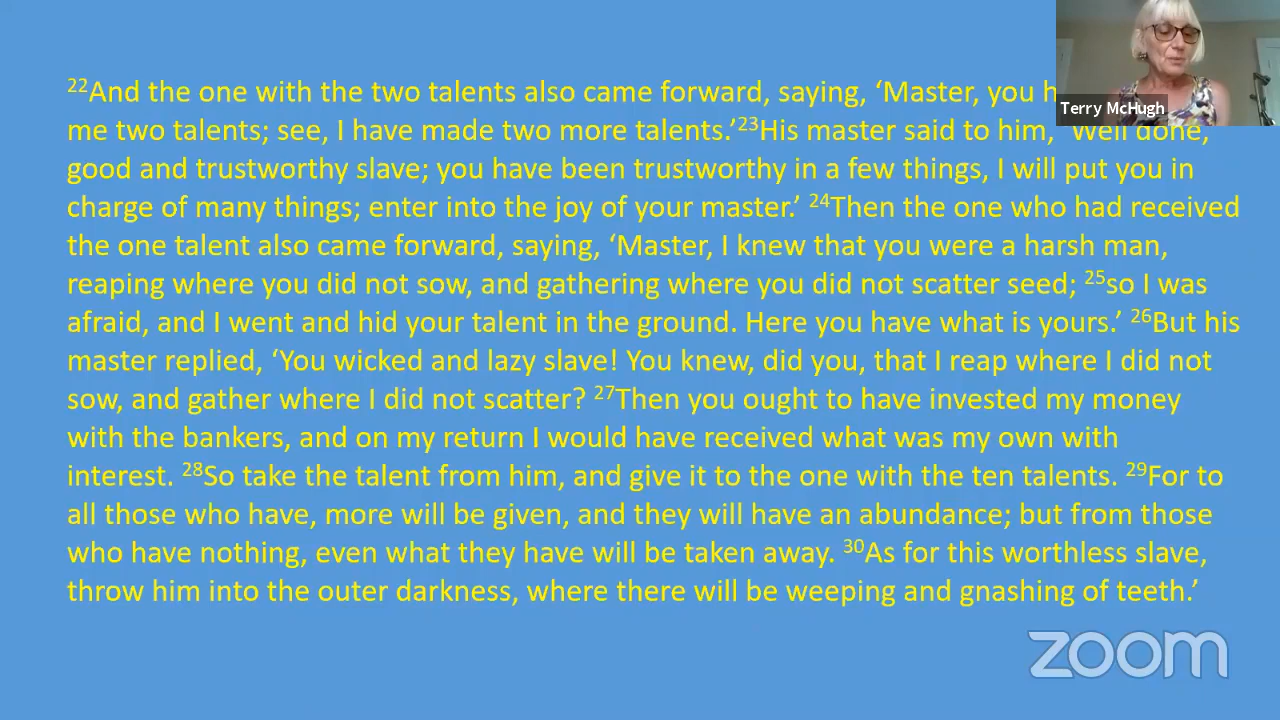 ²²And the one with the two talents also came forward, saying, ‘Master, you
me two talents; see, I have made two more talents.’²³His master said to him, ‘Well done,
good and trustworthy slave; you have been trustworthy in a few things, I will put you in
charge of many things; enter into the joy of your master.’ ²⁴Then the one who had received
the one talent also came forward, saying, ‘Master, I knew that you were a harsh man,
reaping where you did not sow, and gathering where you did not scatter seed; ²⁵so I was
afraid, and I went and hid your talent in the ground. Here you have what is yours.’ ²⁶But his
master replied, ‘You wicked and lazy slave! You knew, did you, that I reap where I did not
sow, and gather where I did not scatter? ²⁷Then you ought to have invested my money
with the bankers, and on my return I would have received what was my own with
interest. ²⁸So take the talent from him, and give it to the one with the ten talents. ²⁹For to
all those who have, more will be given, and they will have an abundance; but from those
who have nothing, even what they have will be taken away. ³⁰As for this worthless slave,
throw him into the outer darkness, where there will be weeping and gnashing of teeth.’
Terry McHugh
zoom